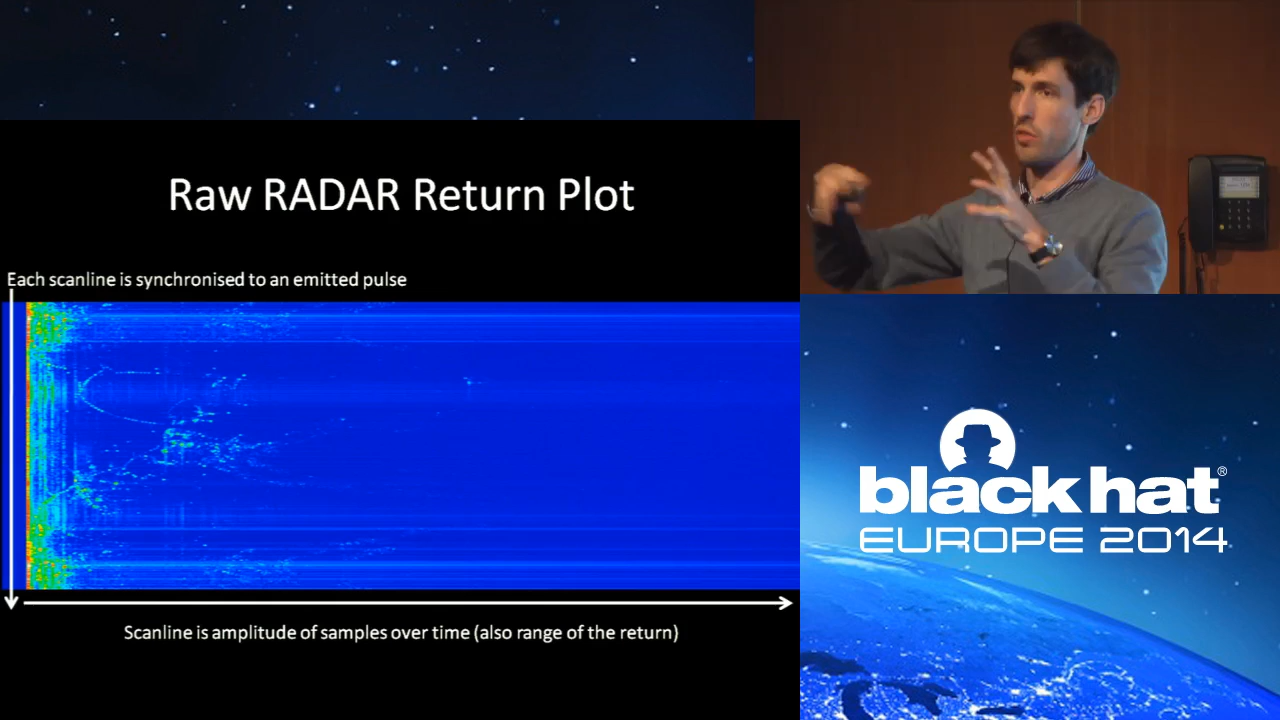 Raw RADAR Return Plot
Each scanline is synchronised to an emitted pulse
Scanline is amplitude of samples over time (also range of the return)
black hat®
EUROPE 2014